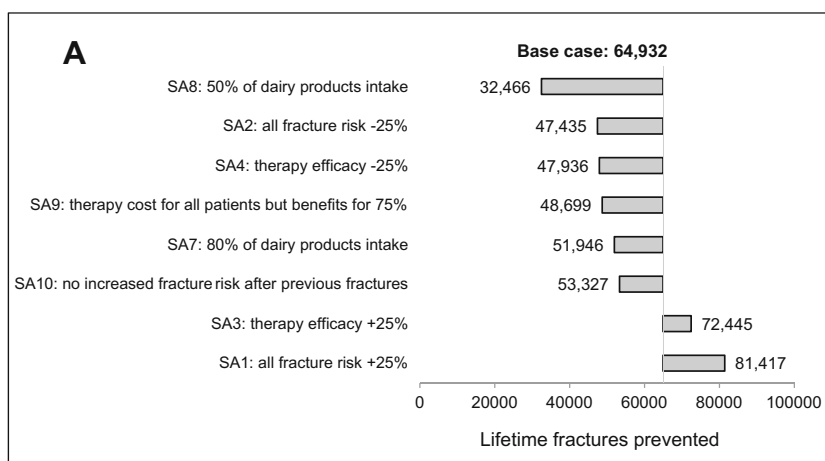 A
Base case: 64,932
SA8: 50% of dairy products intake 32,466
SA2: all fracture risk -25% 47,435
SA4: therapy efficacy -25% 47,936
SA9: therapy cost for all patients but benefits for 75% 48,699
SA7: 80% of dairy products intake 51,946
SA10: no increased fracture risk after previous fractures 53,327
SA3: therapy efficacy +25% 72,445
SA1: all fracture risk +25% 81,417
0 20000 40000 60000 80000 100000
Lifetime fractures prevented